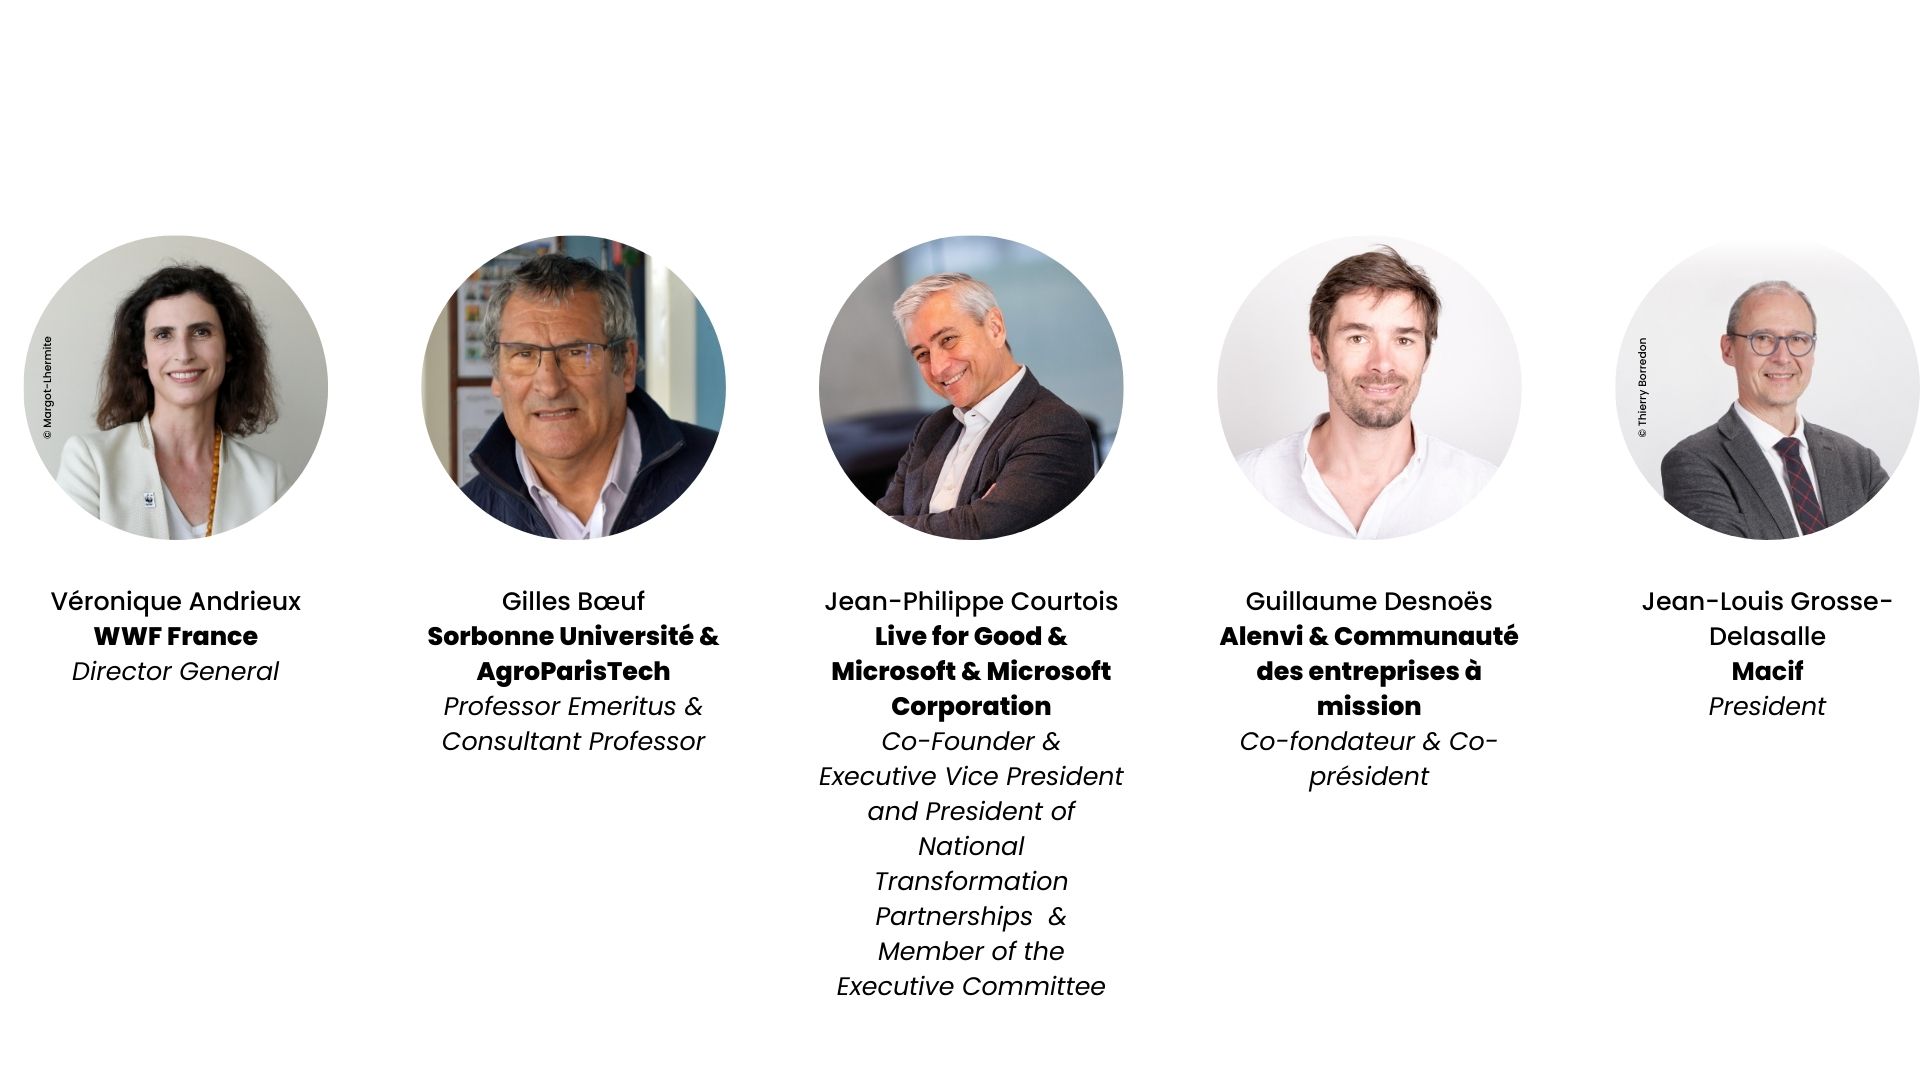 © Margot-Lhermite
© Thierry Borredon
Véronique Andrieux
WWF France
Director General
Gilles Bœuf
Sorbonne Université &
AgroParisTech
Professor Emeritus &
Consultant Professor
Jean-Philippe Courtois
Live for Good &
Microsoft & Microsoft
Corporation
Co-Founder &
Executive Vice President
and President of
National
Transformation
Partnerships  &
Member of the
Executive Committee
Guillaume Desnoës
Alenvi & Communauté
des entreprises à
mission
Co-fondateur & Co-
président
Jean-Louis Grosse-
Delasalle
Macif
President